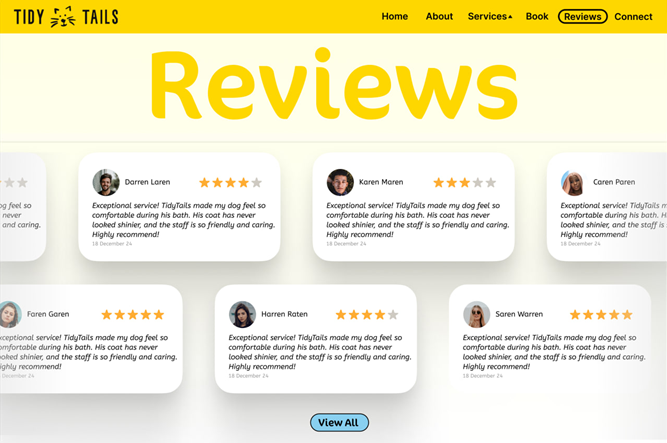 TIDY TAILS
Home About Services Book Reviews Connect
Reviews
Darren Laren
Exceptional service! TidyTails made my dog feel so
comfortable during his bath. His coat has never
looked shinier, and the staff is so friendly and caring.
Highly recommend!
18 December 24
Karen Maren
Exceptional service! TidyTails made my dog feel so
comfortable during his bath. His coat has never
looked shinier, and the staff is so friendly and caring.
Highly recommend!
18 December 24
Caren Paren
Exceptional service! TidyTails made m
comfortable during his bath. His coat
looked shinier, and the staff is so
Highly recommend!
18 December 24
dog feel so
never
and caring.
Faren Garen
xceptional service! TidyTails made my dog feel so
comfortable during his bath. His coat has never
ooked shinier, and the staff is so friendly and caring.
Highly recommend!
December 24
Harren Raten
Exceptional service! TidyTails made my dog feel so
comfortable during his bath. His coat has never
looked shinier, and the staff is so friendly and caring.
Highly recommend!
18 December 24
Saren Warren
Exceptional service! TidyTails made my dog feel so
comfortable during his bath. His coat has never
looked shinier, and the staff is so friendly and caring.
Highly recommend!
18 December 24
View All